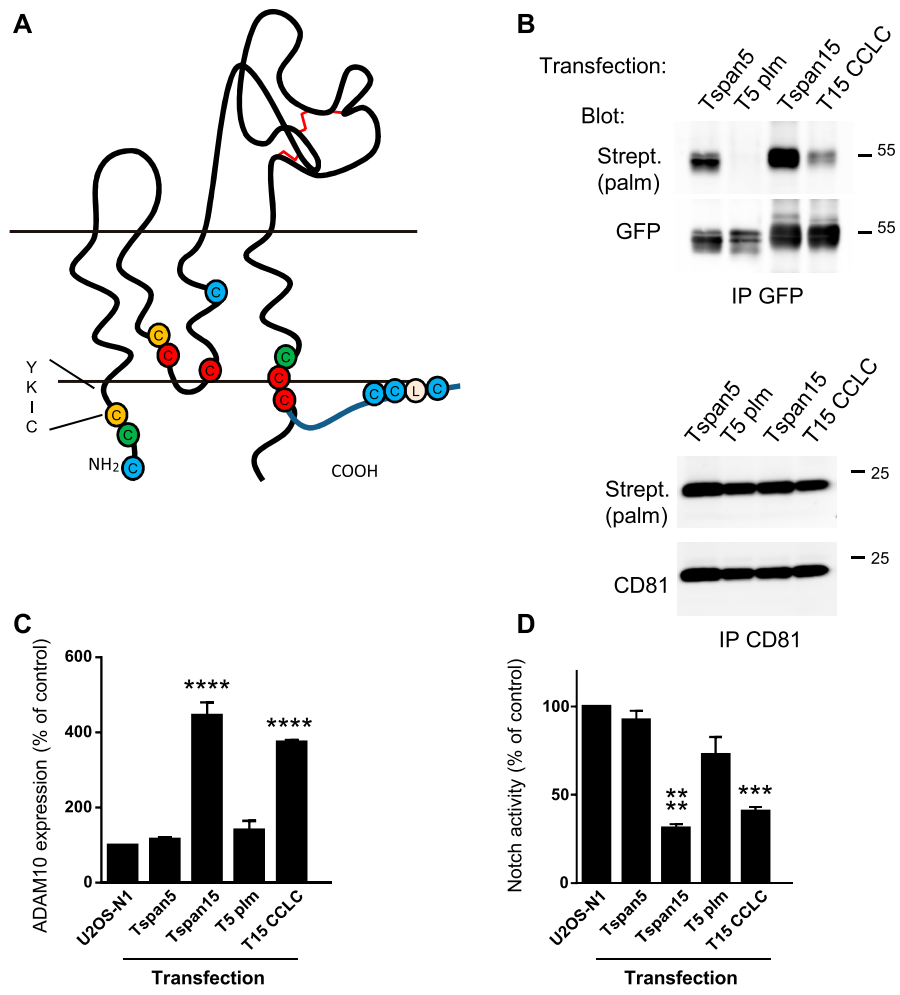 A
C
C
C
C
C
C
C
C
C
C
C
C
L
C
Y
K
I
C
NH2
COOH
B
Transfection:
Tspan5
T5 plm
Tspan15
T15 CCLC
Blot:
Strept.
(palm)
55
GFP
55
IP GFP
Tspan5
T5 plm
Tspan15
T15 CCLC
Strept.
(palm)
25
CD81
25
IP CD81
C
ADAM10 expression (% of control)
600
400
200
0
****
****
U2OS-N1
Tspan5
Tspan15
T5 plm
T15 CCLC
Transfection
D
Notch activity (% of control)
100
50
0
**
**
***
U2OS-N1
Tspan5
Tspan15
T5 plm
T15 CCLC
Transfection